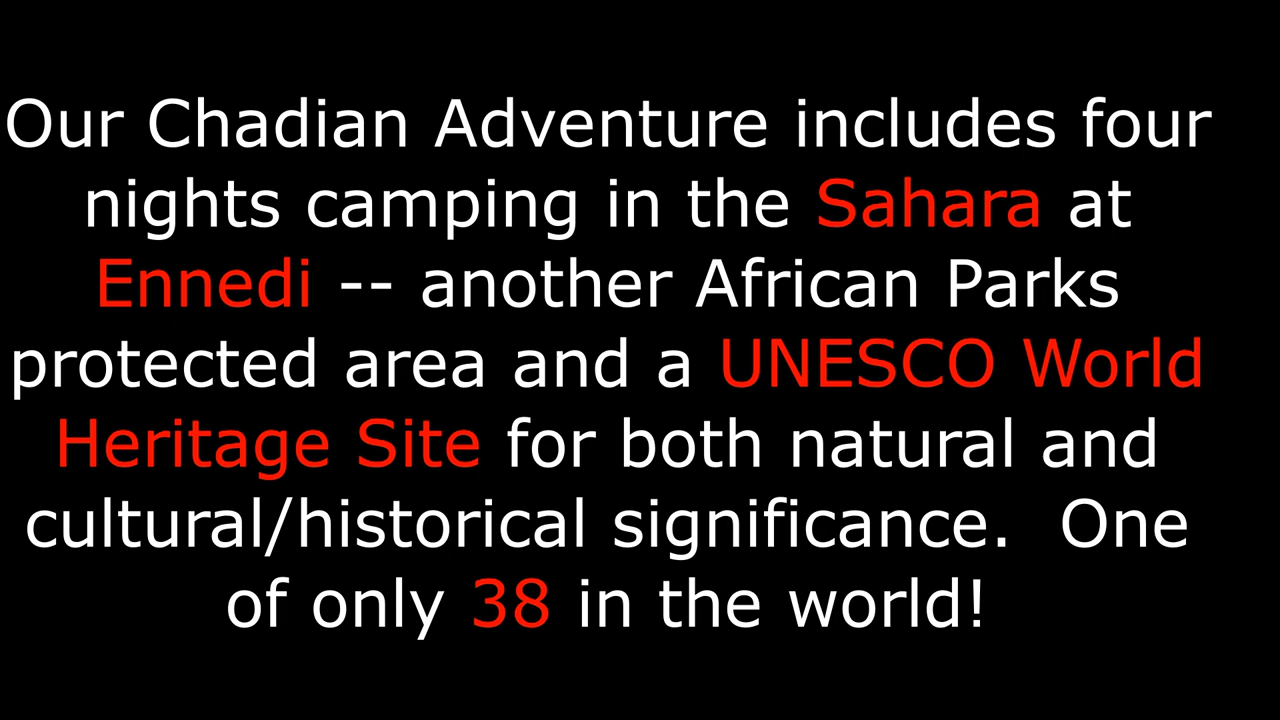 Our Chadian Adventure includes four
nights camping in the Sahara at
Ennedi -- another African Parks
protected area and a UNESCO World
Heritage Site for both natural and
cultural/historical significance.  One
of only 38 in the world!